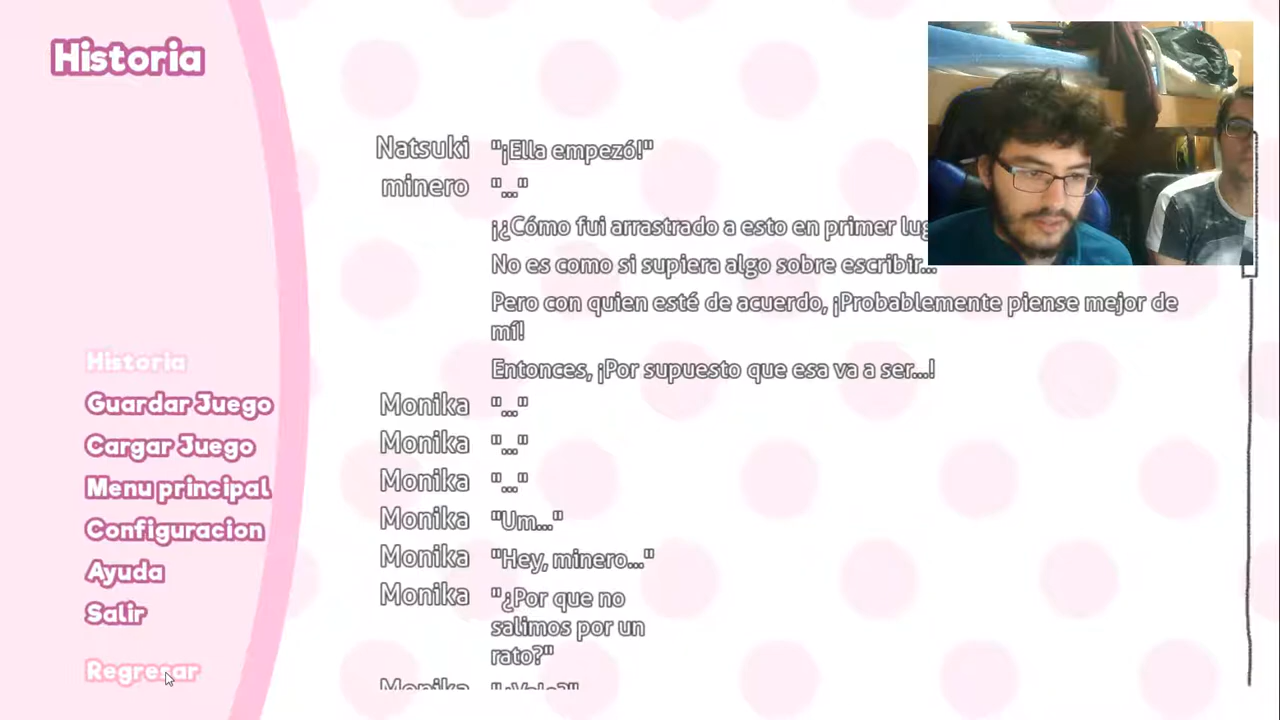 Historia
Natsuki "¡Ella empezó!"
minero "..."
¡¿Cómo fui arrastrado a esto en primer
No es como si supiera algo sobre escribir...
Pero con quien esté de acuerdo, ¡Probablemente piense mejor de
mí!
Entonces, ¡Por supuesto que esa va a ser...!
Monika "..."
Monika "..."
Monika "..."
Monika "Um..."
Monika "Hey, minero..."
Monika "¿Por que no
salimos por un
rato?"
Monika "¿Vale?"
Historia
Guardar Juego
Cargar Juego
Menu principal
Configuracion
Ayuda
Salir
Regresar